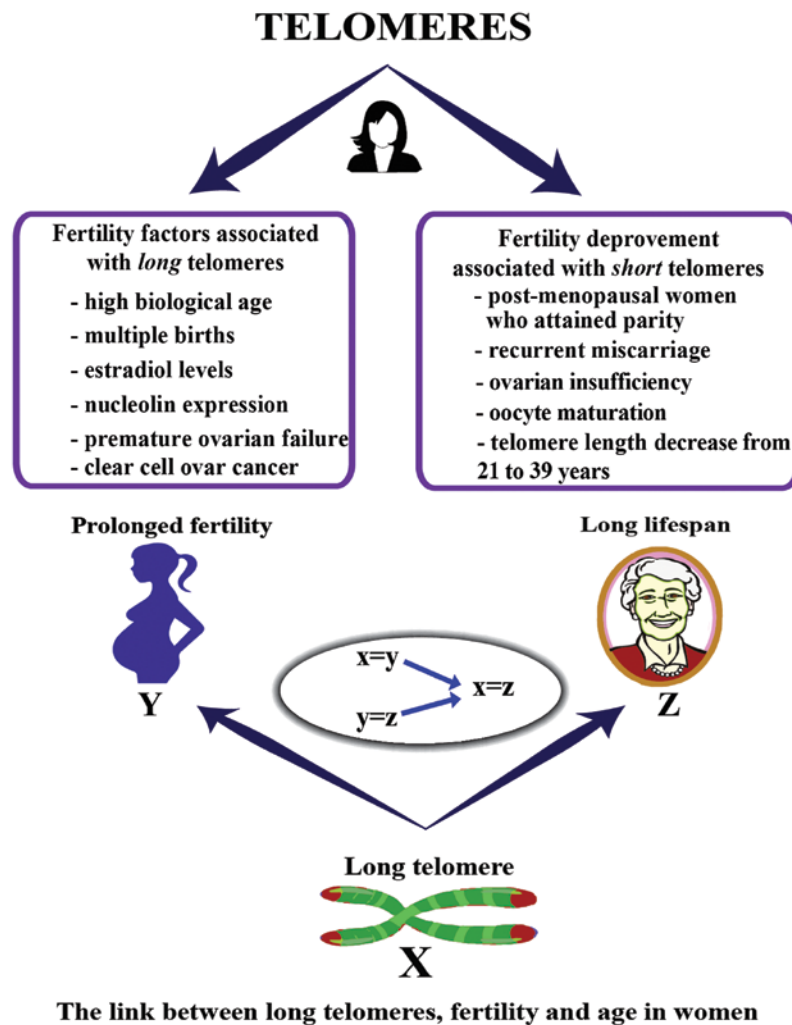 TELOMERES
Fertility factors associated
with long telomeres
- high biological age
- multiple births
- estradiol levels
- nucleolin expression
- premature ovarian failure
- clear cell ovar cancer
Fertility deprovement
associated with short telomeres
- post-menopausal women
who attained parity
- recurrent miscarriage
- ovarian insufficiency
- oocyte maturation
- telomere length decrease from
21 to 39 years
Prolonged fertility
Y
Long lifespan
Z
x=y
y=z
x=z
Long telomere
X
The link between long telomeres, fertility and age in women